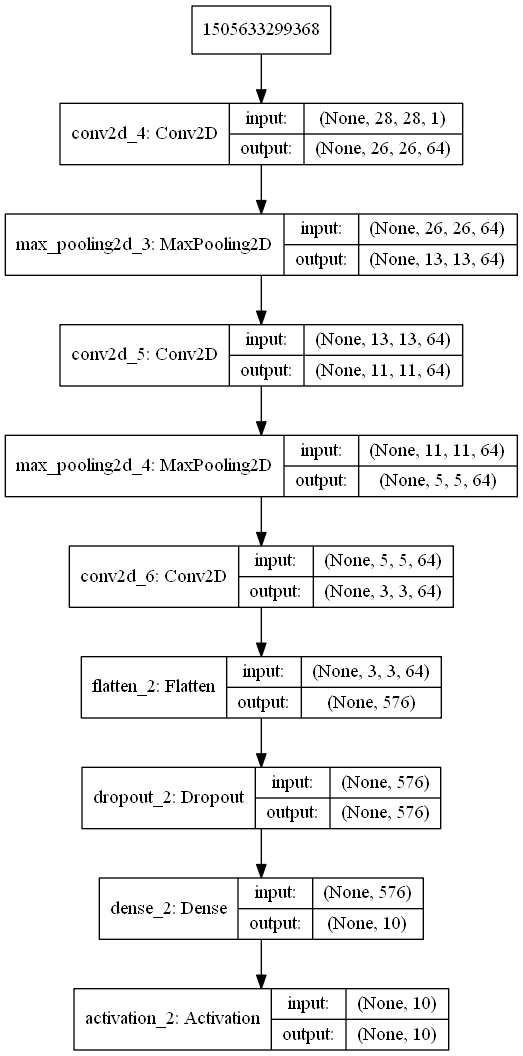 1505633299368
conv2d_4: Conv2D
input:
(None, 28, 28, 1)
output:
(None, 26, 26, 64)
max_pooling2d_3: MaxPooling2D
input:
(None, 26, 26, 64)
output:
(None, 13, 13, 64)
conv2d_5: Conv2D
input:
(None, 13, 13, 64)
output:
(None, 11, 11, 64)
max_pooling2d_4: MaxPooling2D
input:
(None, 11, 11, 64)
output:
(None, 5, 5, 64)
conv2d_6: Conv2D
input:
(None, 5, 5, 64)
output:
(None, 3, 3, 64)
flatten_2: Flatten
input:
(None, 3, 3, 64)
output:
(None, 576)
dropout_2: Dropout
input:
(None, 576)
output:
(None, 576)
dense_2: Dense
input:
(None, 576)
output:
(None, 10)
activation_2: Activation
input:
(None, 10)
output:
(None, 10)